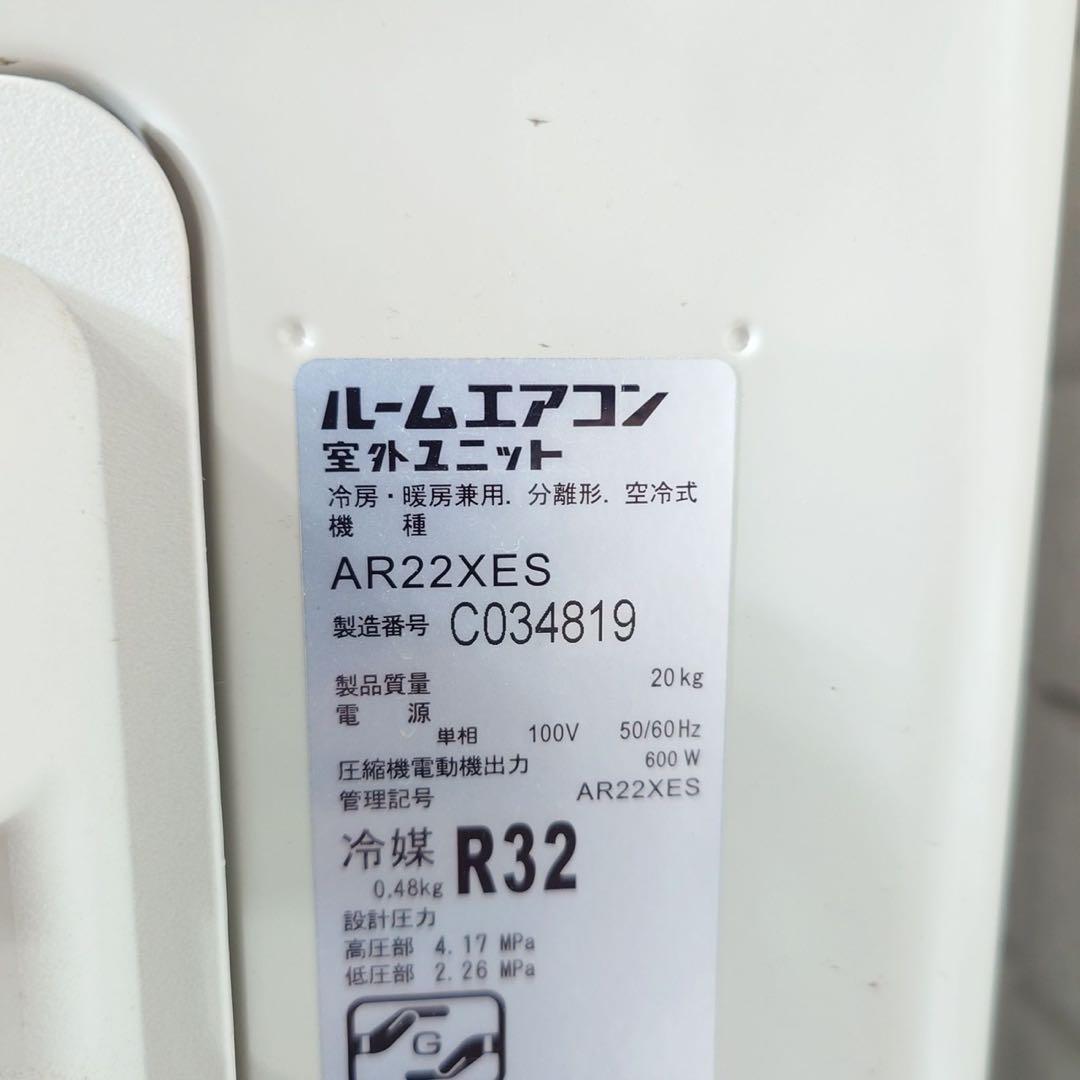 ルームエアコン
室外ユニット
冷房・暖房兼用. 分離形. 空冷式
機 種
AR22XES
製造番号 C034819
製品質量 20kg
電 源
単相 100V 50/60Hz
圧縮機電動機出力 600 W
管理記号 AR22XES
冷媒 R32
0.48kg
設計圧力
高圧部 4.17 MPa
低圧部 2.26 MPa
G